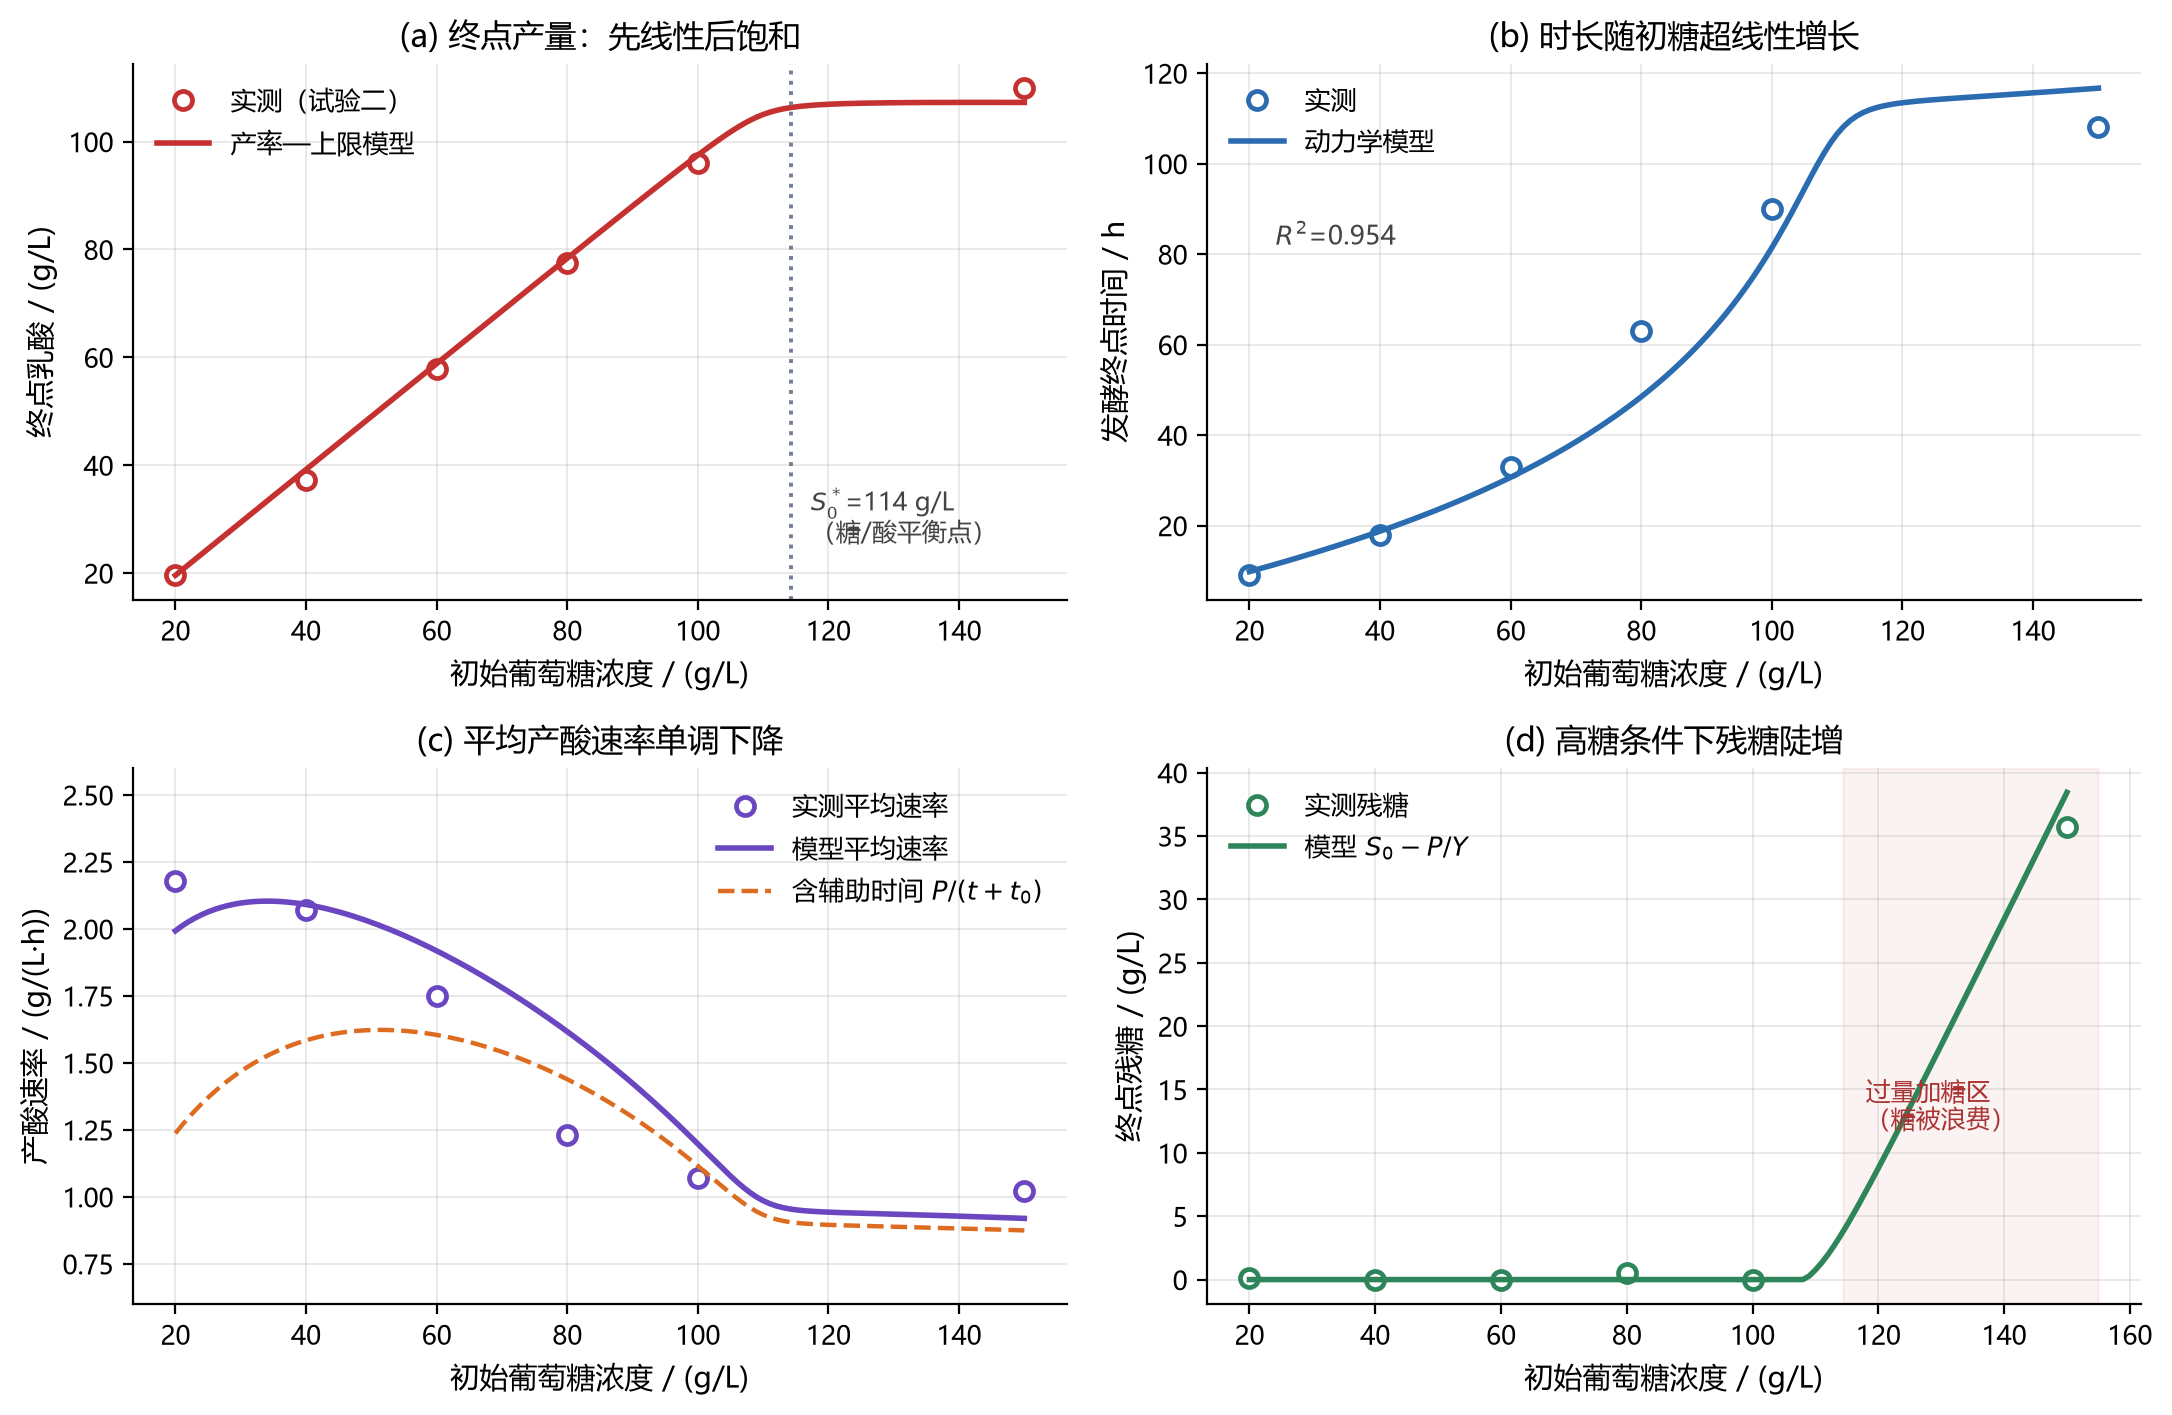 (a) 终点产量：先线性后饱和
实测（试验二）
产率—上限模型
S₀*=114 g/L
（糖/酸平衡点）
终点乳酸 / (g/L)
100
80
60
40
20
20 40 60 80 100 120 140
初始葡萄糖浓度 / (g/L)
(b) 时长随初糖超线性增长
实测
动力学模型
R²=0.954
发酵终点时间 / h
120
100
80
60
40
20
20 40 60 80 100 120 140
初始葡萄糖浓度 / (g/L)
(c) 平均产酸速率单调下降
实测平均速率
模型平均速率
含辅助时间 P/(t + t₀)
产酸速率 / (g/(L·h))
2.50
2.25
2.00
1.75
1.50
1.25
1.00
0.75
20 40 60 80 100 120 140
初始葡萄糖浓度 / (g/L)
(d) 高糖条件下残糖陡增
实测残糖
模型 S₀ − P/Y
过量加糖区
（糖被浪费）
终点残糖 / (g/L)
40
35
30
25
20
15
10
5
0
20 40 60 80 100 120 140 160
初始葡萄糖浓度 / (g/L)